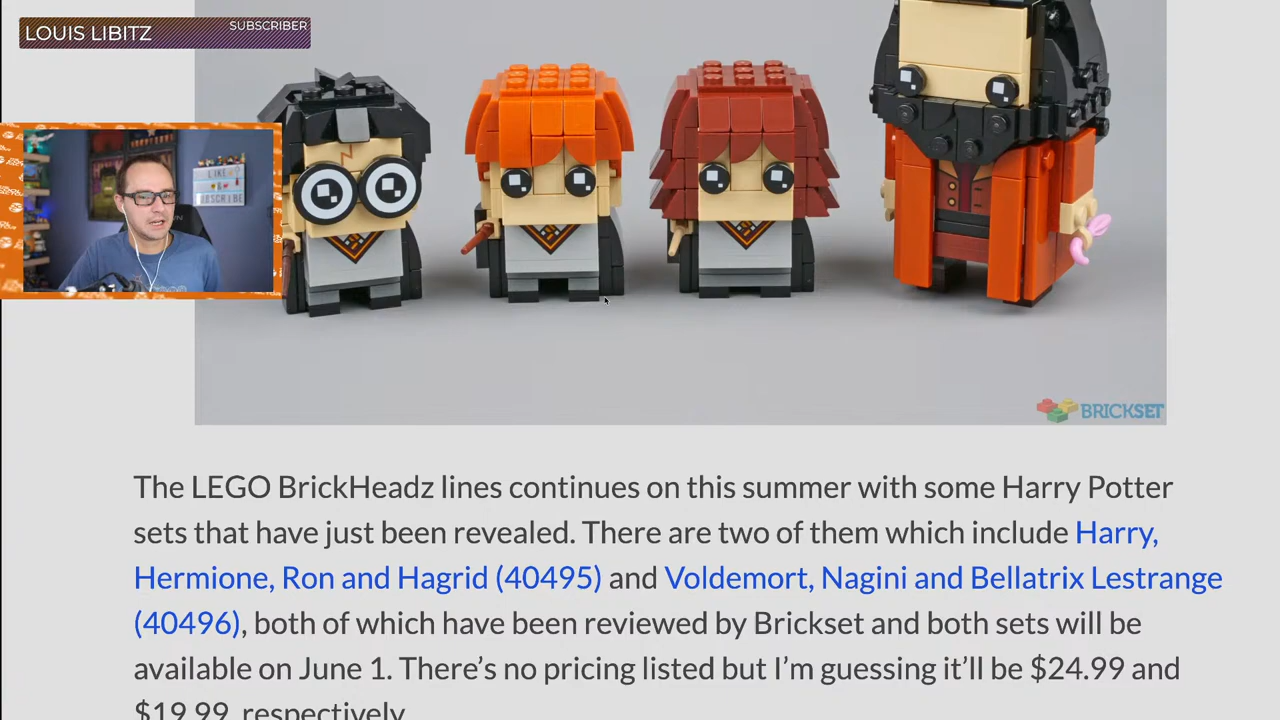 LOUIS LIBITZ
SUBSCRIBER
LIKE
SUBSCRIBE
BRICKSET
The LEGO BrickHeadz lines continues on this summer with some Harry Potter
sets that have just been revealed. There are two of them which include Harry,
Hermione, Ron and Hagrid (40495) and Voldemort, Nagini and Bellatrix Lestrange
(40496), both of which have been reviewed by Brickset and both sets will be
available on June 1. There's no pricing listed but I'm guessing it'll be $24.99 and
$19.99, respectively.